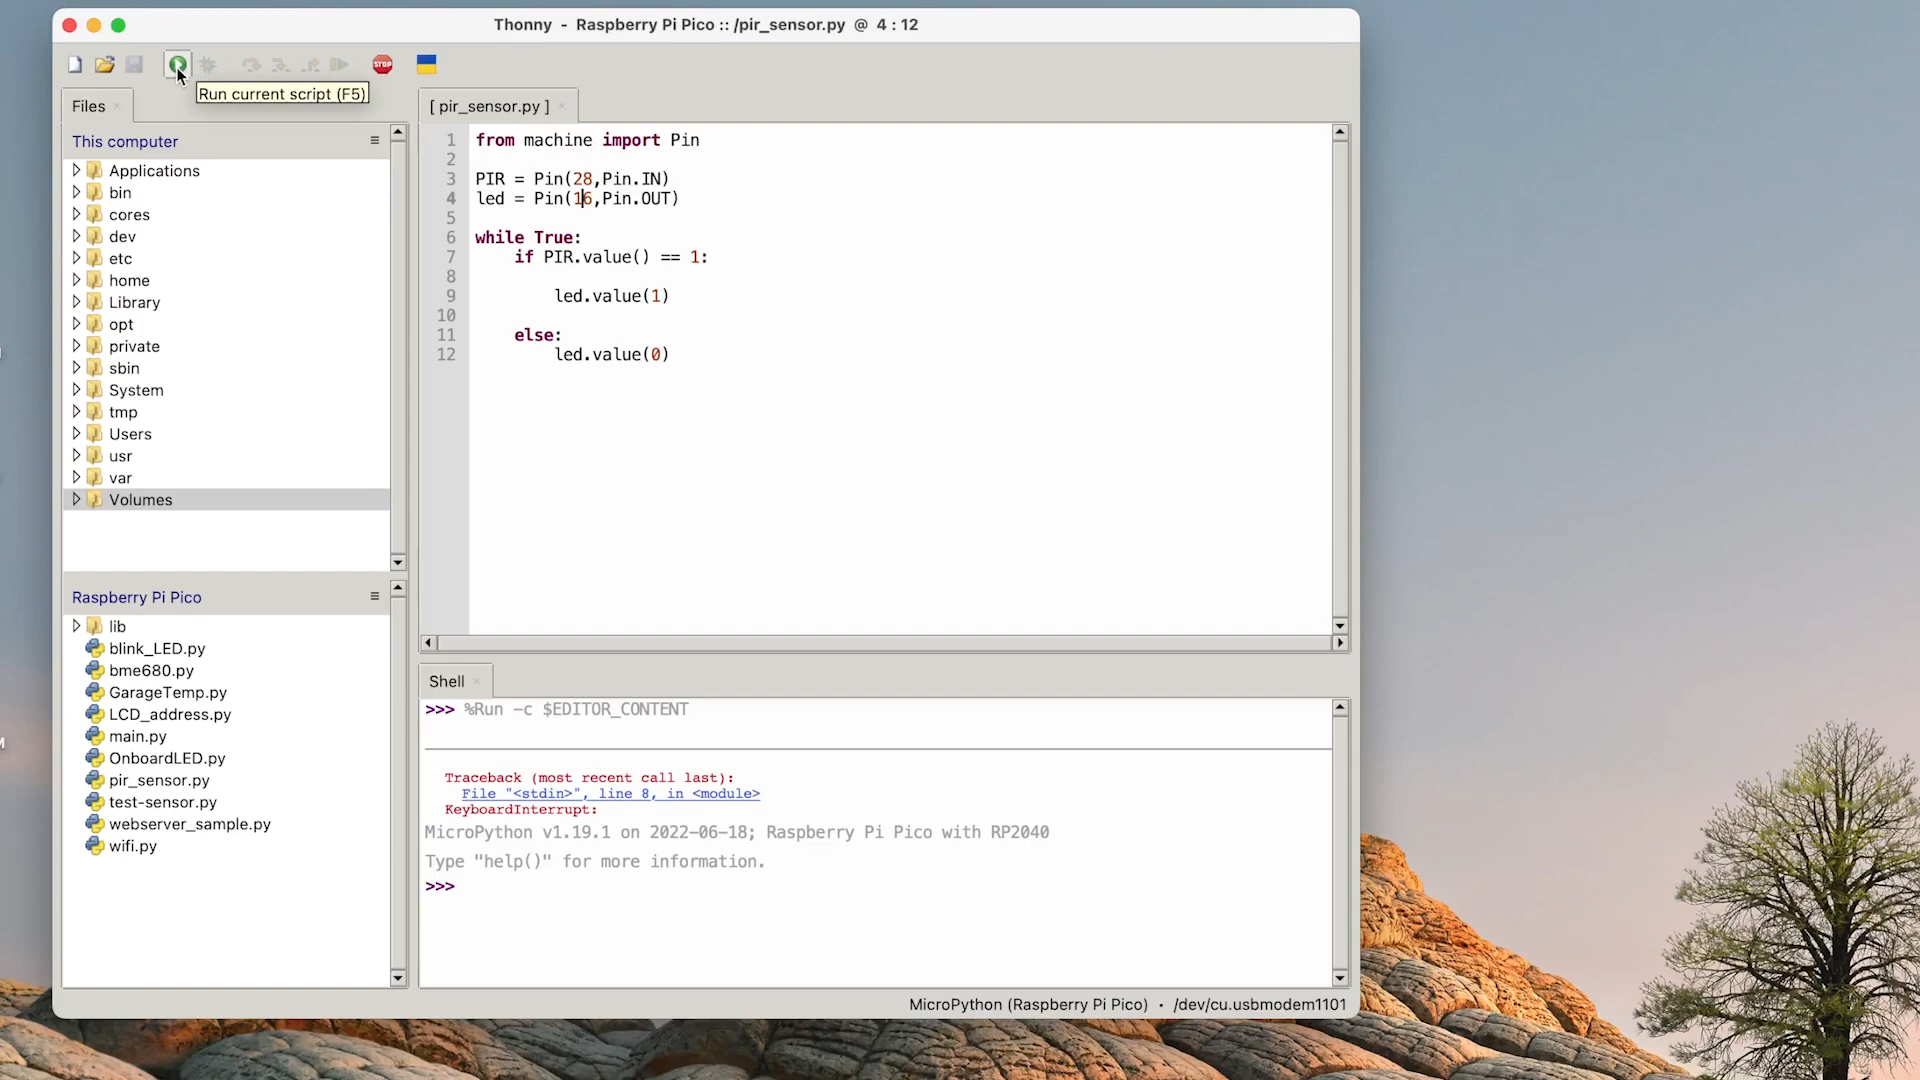 Thonny - Raspberry Pi Pico :: /pir_sensor.py @ 4 : 12
STOP
Run current script (F5)
Files
This computer
Applications
bin
cores
dev
etc
home
Library
opt
private
sbin
System
tmp
Users
usr
var
Volumes
Raspberry Pi Pico
lib
blink_LED.py
bme680.py
GarageTemp.py
LCD_address.py
main.py
OnboardLED.py
pir_sensor.py
test-sensor.py
webserver_sample.py
wifi.py
[ pir_sensor.py ]
1 from machine import Pin
2
3 PIR = Pin(28,Pin.IN)
4 led = Pin(16,Pin.OUT)
5
6 while True:
7 if PIR.value() == 1:
8
9 led.value(1)
10
11 else:
12 led.value(0)
Shell
>>> %Run -c $EDITOR_CONTENT
Traceback (most recent call last):
File "<stdin>", line 8, in <module>
KeyboardInterrupt:
MicroPython v1.19.1 on 2022-06-18; Raspberry Pi Pico with RP2040
Type "help()" for more information.
>>>
MicroPython (Raspberry Pi Pico) • /dev/cu.usbmodem1101